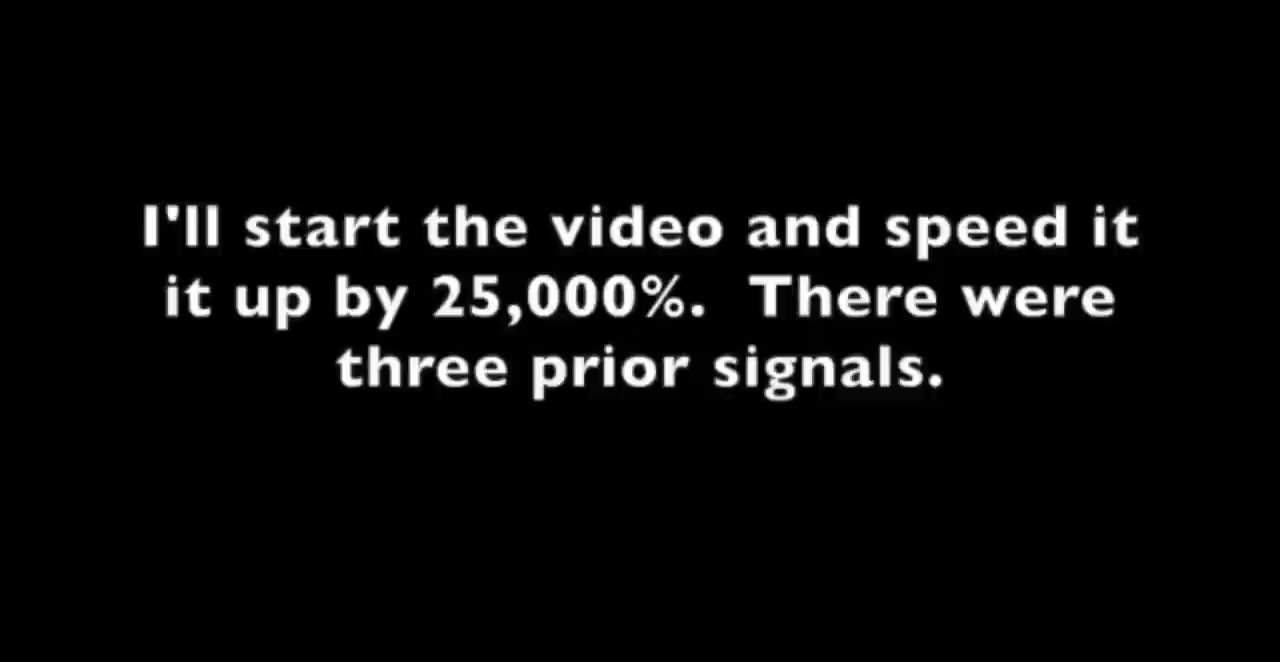 I'll start the video and speed it
it up by 25,000%.  There were
three prior signals.